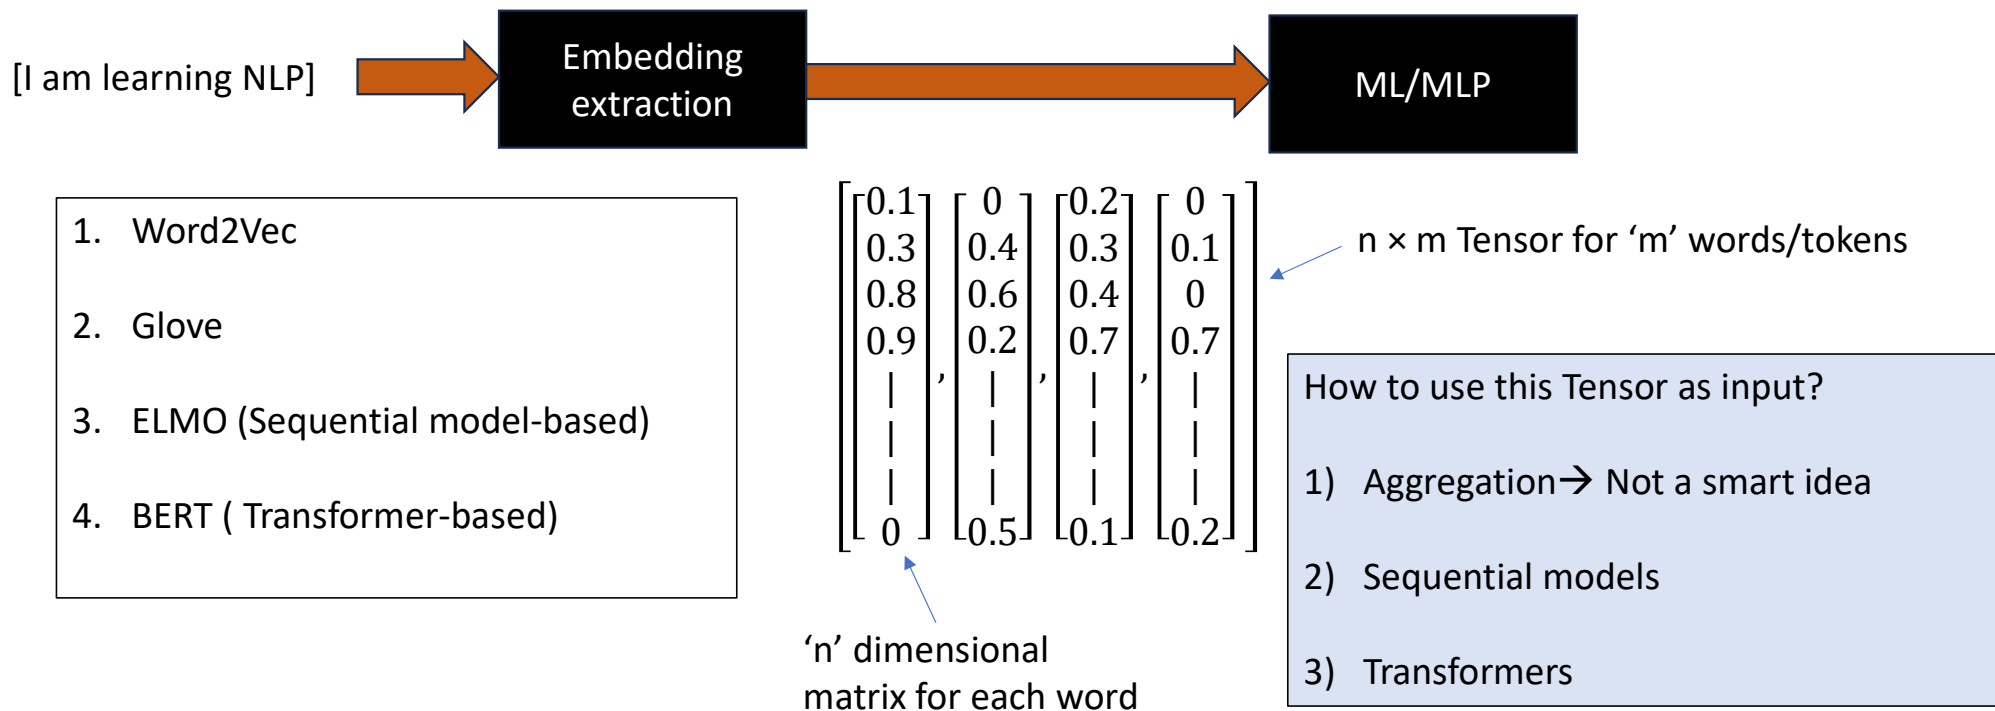 [I am learning NLP]
Embedding
extraction
ML/MLP
1. Word2Vec
2. Glove
3. ELMO (Sequential model-based)
4. BERT ( Transformer-based)
0.1 0 0.2 0
0.3 0.4 0.3 0.1
0.8 0.6 0.4 0
0.9 0.2 0.7 0.7
| , | , | , |
| | | |
| | | |
0 0.5 0.1 0.2
n × m Tensor for ‘m’ words/tokens
‘n’ dimensional
matrix for each word
How to use this Tensor as input?
1) Aggregation→ Not a smart idea
2) Sequential models
3) Transformers